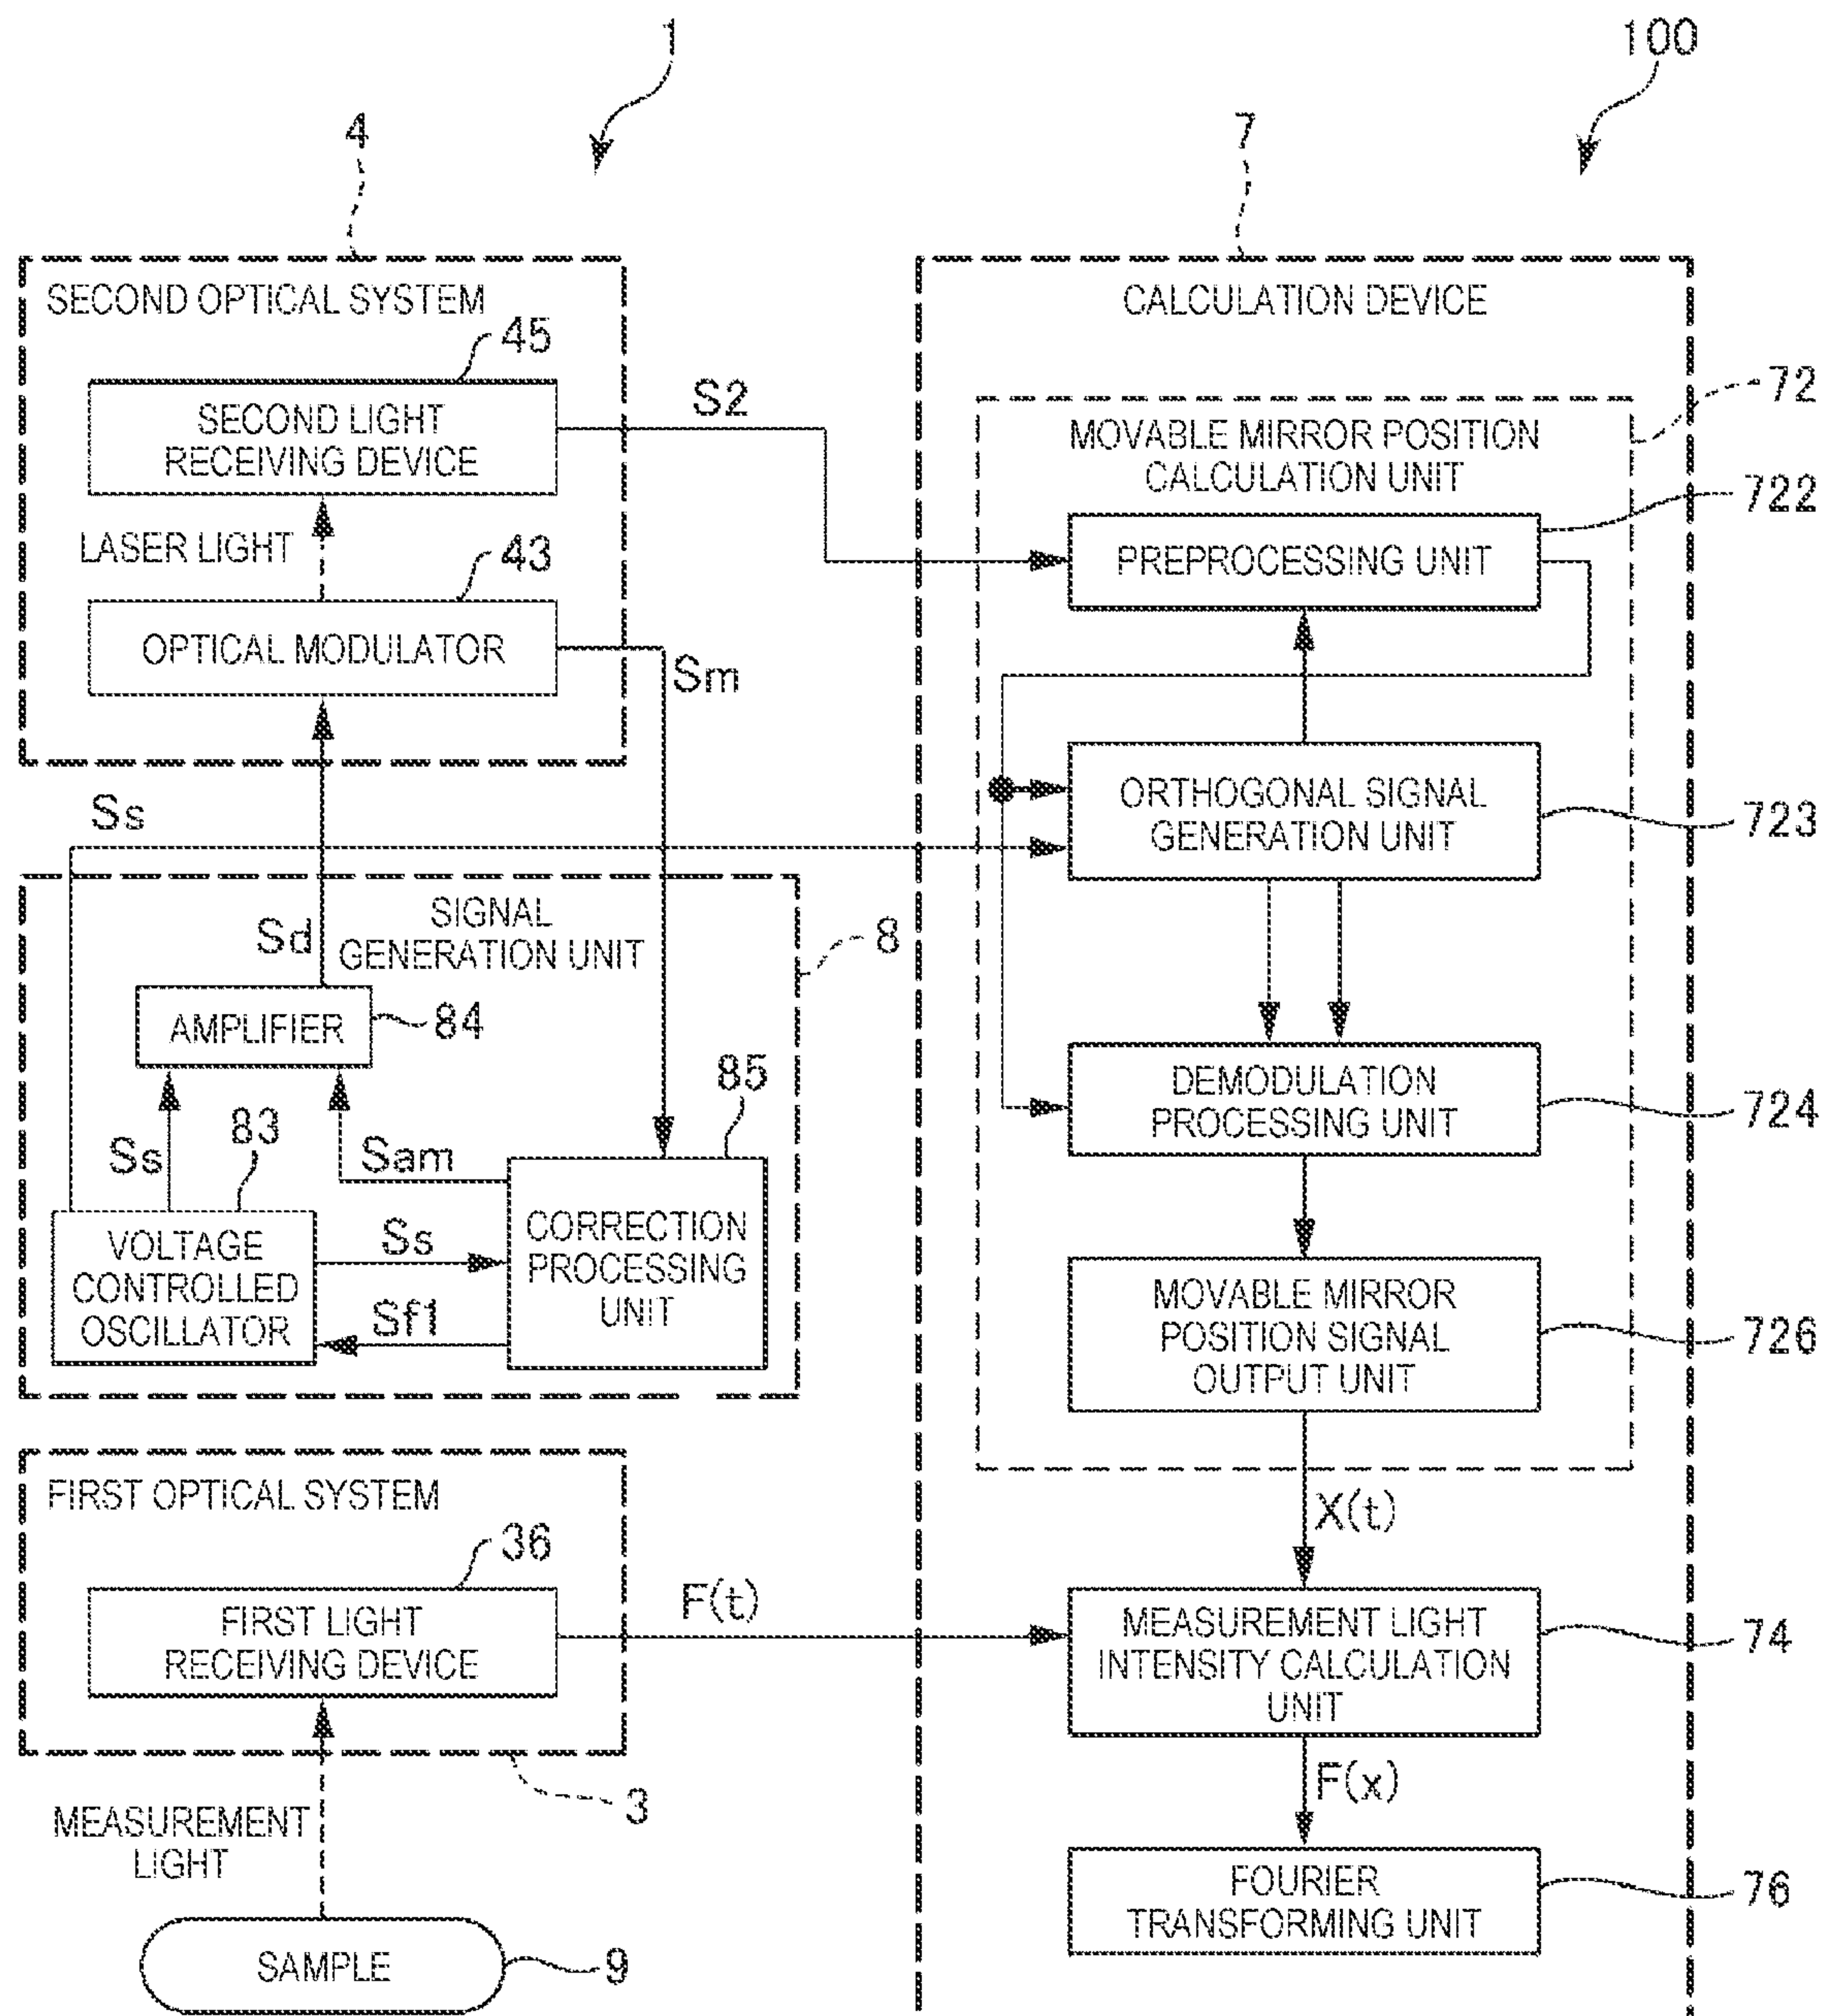 1
100
4
7
SECOND OPTICAL SYSTEM
45
SECOND LIGHT
RECEIVING DEVICE
S2
LASER LIGHT
43
OPTICAL MODULATOR
Sm
Ss
SIGNAL
GENERATION UNIT
8
Sd
AMPLIFIER
84
85
83
Ss
Sam
VOLTAGE
CONTROLLED
OSCILLATOR
Ss
Sf1
CORRECTION
PROCESSING
UNIT
FIRST OPTICAL SYSTEM
36
FIRST LIGHT
RECEIVING DEVICE
F(t)
3
MEASUREMENT
LIGHT
SAMPLE
9
CALCULATION DEVICE
72
MOVABLE MIRROR POSITION
CALCULATION UNIT
722
PREPROCESSING UNIT
ORTHOGONAL SIGNAL
GENERATION UNIT
723
DEMODULATION
PROCESSING UNIT
724
MOVABLE MIRROR
POSITION SIGNAL
OUTPUT UNIT
726
X(t)
MEASUREMENT LIGHT
INTENSITY CALCULATION
UNIT
74
F(x)
FOURIER
TRANSFORMING UNIT
76